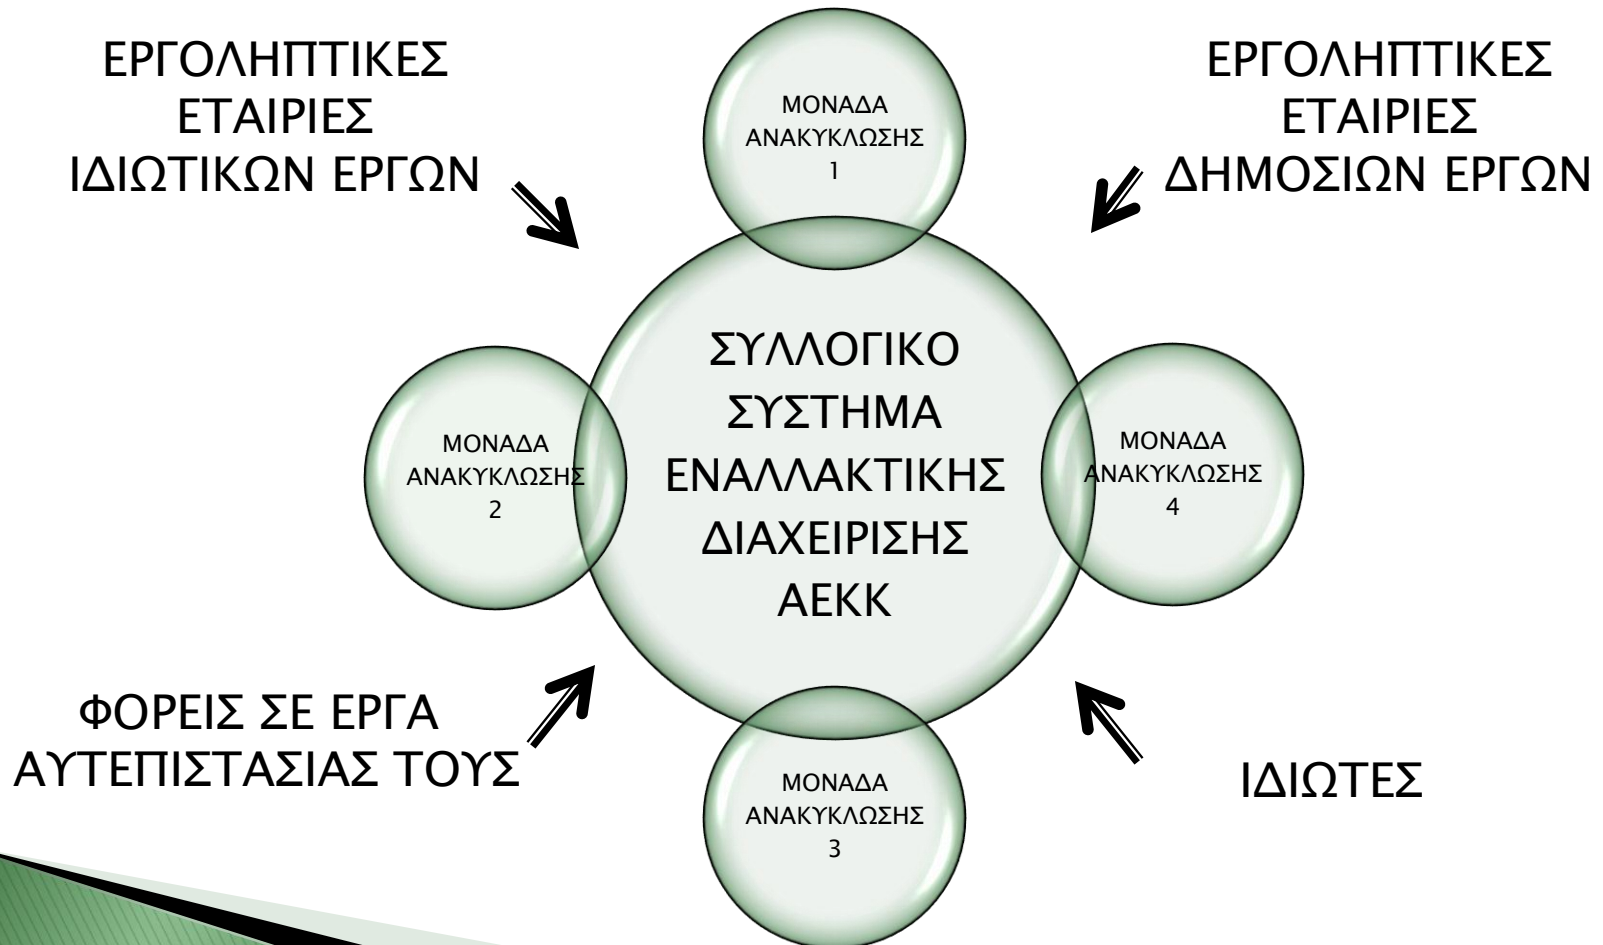 ΕΡΓΟΛΗΠΤΙΚΕΣ
ΕΤΑΙΡΙΕΣ
ΙΔΙΩΤΙΚΩΝ ΕΡΓΩΝ
ΜΟΝΑΔΑ
ΑΝΑΚΥΚΛΩΣΗΣ
1
ΕΡΓΟΛΗΠΤΙΚΕΣ
ΕΤΑΙΡΙΕΣ
ΔΗΜΟΣΙΩΝ ΕΡΓΩΝ
ΜΟΝΑΔΑ
ΑΝΑΚΥΚΛΩΣΗΣ
2
ΣΥΛΛΟΓΙΚΟ
ΣΥΣΤΗΜΑ
ΕΝΑΛΛΑΚΤΙΚΗΣ
ΔΙΑΧΕΙΡΙΣΗΣ
ΑΕΚΚ
ΜΟΝΑΔΑ
ΑΝΑΚΥΚΛΩΣΗΣ
4
ΦΟΡΕΙΣ ΣΕ ΕΡΓΑ
ΑΥΤΕΠΙΣΤΑΣΙΑΣ ΤΟΥΣ
ΜΟΝΑΔΑ
ΑΝΑΚΥΚΛΩΣΗΣ
3
ΙΔΙΩΤΕΣ